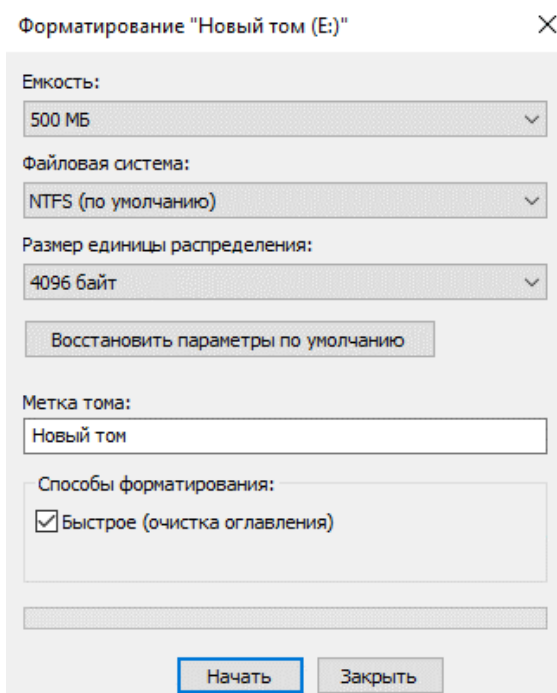 Форматирование "Новый том (E:)"
Емкость:
500 МБ
Файловая система:
NTFS (по умолчанию)
Размер единицы распределения:
4096 байт
Восстановить параметры по умолчанию
Метка тома:
Новый том
Способы форматирования:
Быстрое (очистка оглавления)
Начать Закрыть